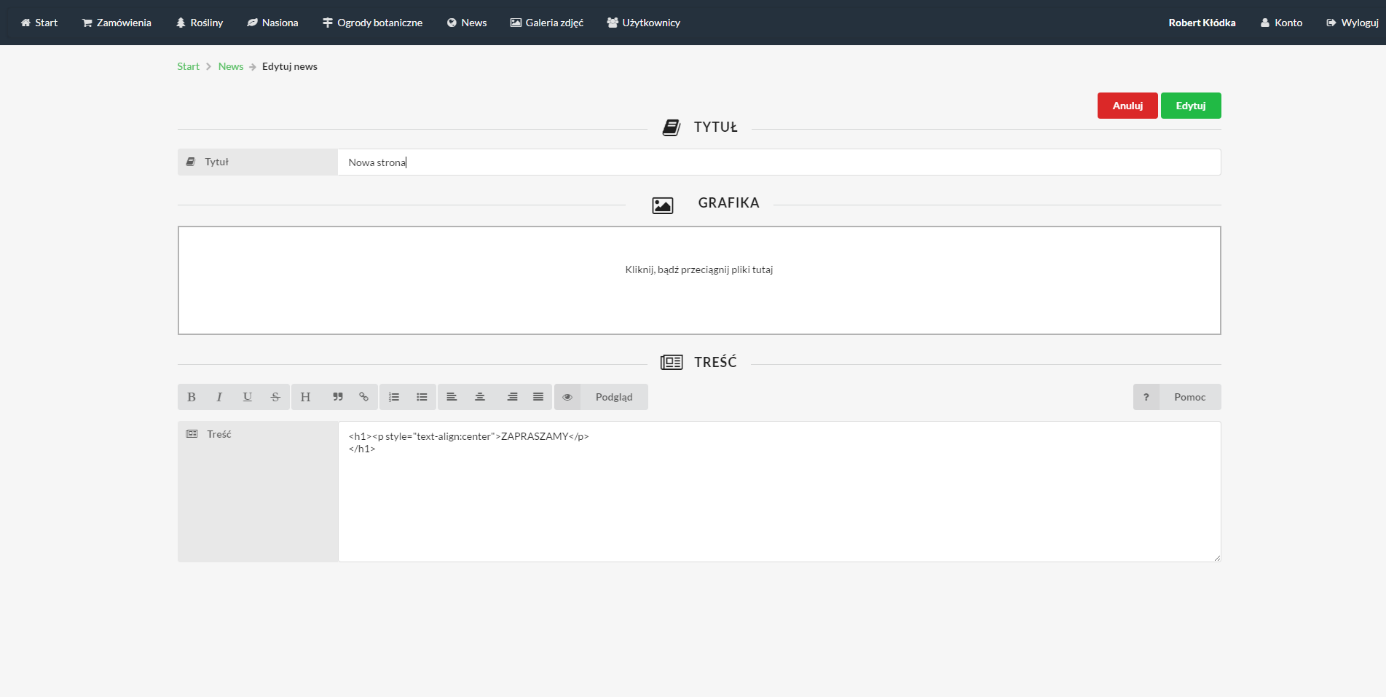 Start Zamówienia Rośliny Nasiona Ogrody botaniczne News Galeria zdjęć Użytkownicy Robert Kłódka Konto Wyloguj
Start News Edytuj news
Anuluj Edytuj
TYTUŁ
Tytuł Nowa strona
GRAFIKA
Kliknij, bądź przeciągnij pliki tutaj
TREŚĆ
B I U S H Podgląd ? Pomoc
Treść <h1><p style="text-align:center">ZAPRASZAMY</p>
</h1>